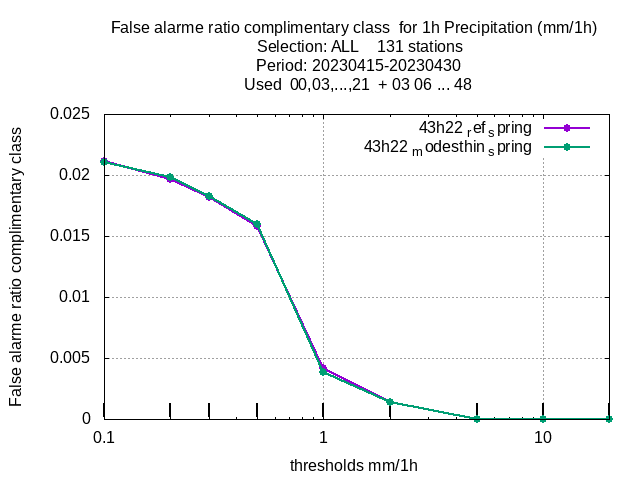 False alarme ratio complimentary class  for 1h Precipitation (mm/1h)
Selection: ALL    131 stations
Period: 20230415-20230430
Used  00,03,...,21  + 03 06 ... 48
43h22 ref spring
43h22 modesthin spring
False alarme ratio complimentary class
0.025
0.02
0.015
0.01
0.005
0
0.1
1
10
thresholds mm/1h